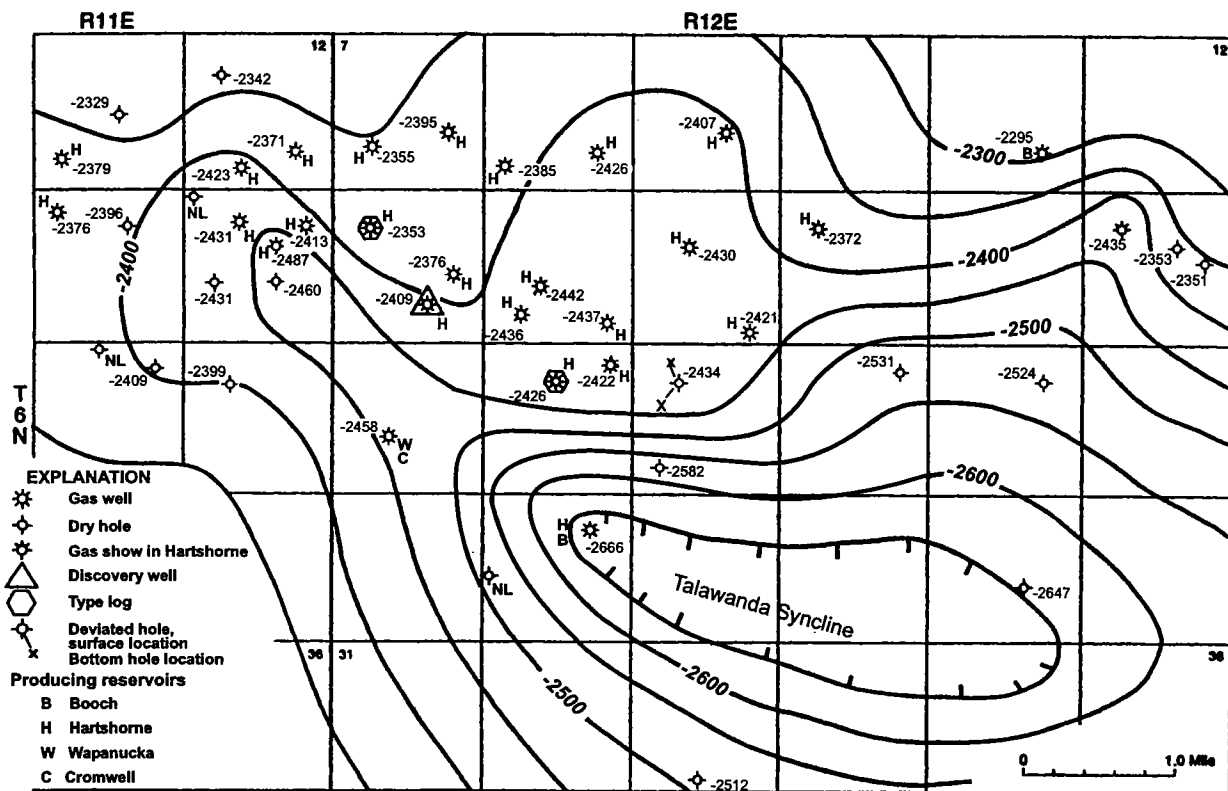 R11E
R12E
12
7
12
-2342
-2329
-2395
-2407
-2295
B
H
-2379
-2371
H
H
-2355
H
H
-2385
H
-2426
H
-2300
-2423
H
H
-2376
-2396
NL
-2431
H
H
-2413
H
-2487
H
-2353
H
-2372
-2430
-2435
-2353
-2351
-2400
-2400
-2431
-2460
-2376
H
-2409
H
-2442
H
-2436
-2437
H
H
-2421
-2500
NL
-2409
-2399
H
-2426
-2422
H
x
-2434
x
-2531
-2524
T
6
N
-2458
W
C
-2582
-2600
H
B
-2666
NL
Talawanda Syncline
-2647
36
31
36
-2500
-2600
-2512
EXPLANATION
Gas well
Dry hole
Gas show in Hartshorne
Discovery well
Type log
Deviated hole,
surface location
x Bottom hole location
Producing reservoirs
B Booch
H Hartshorne
W Wapanucka
C Cromwell
0 1.0 Mile